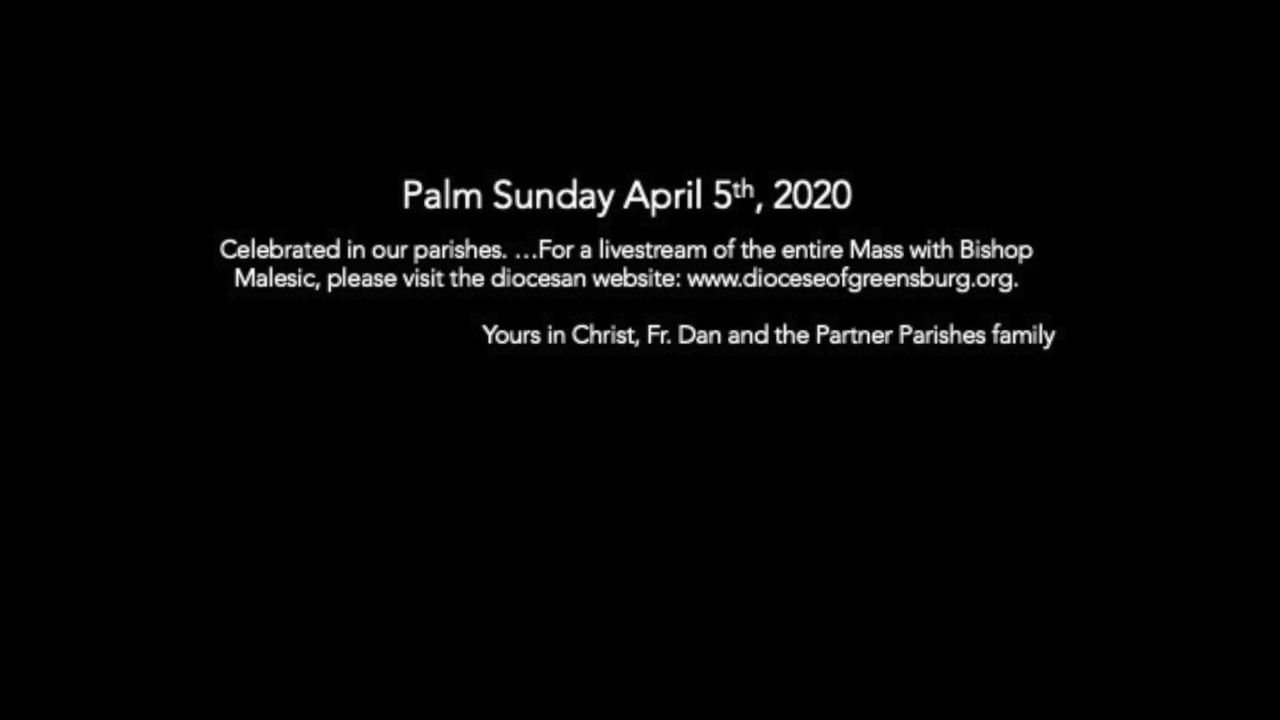 Palm Sunday April 5th, 2020
Celebrated in our parishes. …For a livestream of the entire Mass with Bishop
Malesic, please visit the diocesan website: www.dioceseofgreensburg.org.
Yours in Christ, Fr. Dan and the Partner Parishes family